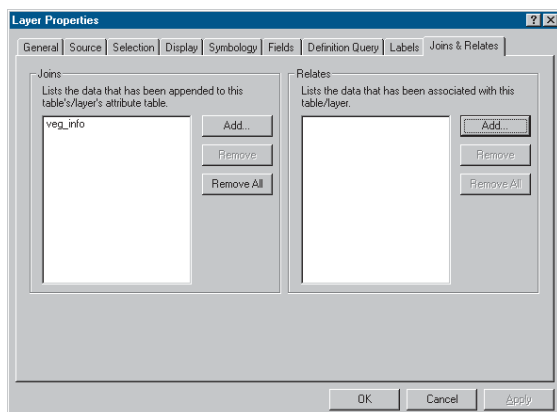 Layer Properties
General Source Selection Display Symbology Fields Definition Query Labels Joins & Relates
Joins
Lists the data that has been appended to this
table's/layer's attribute table.
veg_info
Add...
Remove
Remove All
Relates
Lists the data that has been associated with this
table/layer.
Add...
Remove
Remove All
OK Cancel Apply